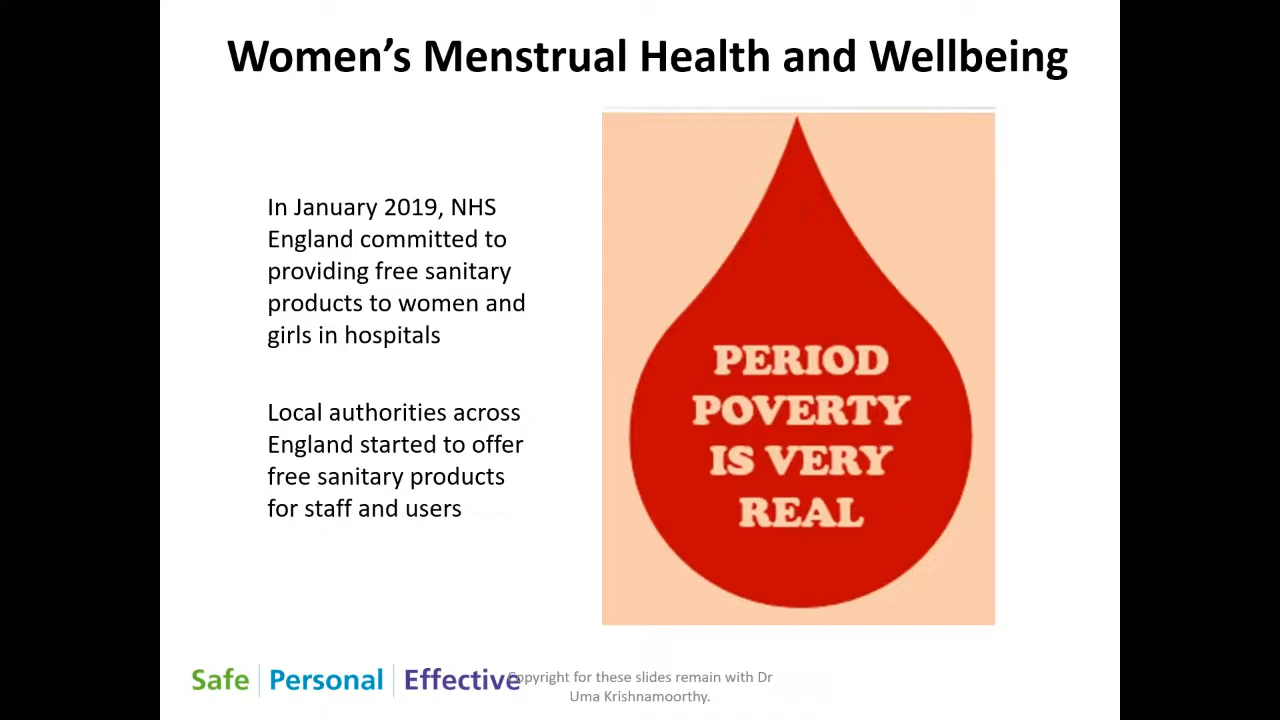 Women’s Menstrual Health and Wellbeing
In January 2019, NHS
England committed to
providing free sanitary
products to women and
girls in hospitals
Local authorities across
England started to offer
free sanitary products
for staff and users
PERIOD
POVERTY
IS VERY
REAL
Safe Personal Effective
Copyright for these slides remain with Dr
Uma Krishnamoorthy.